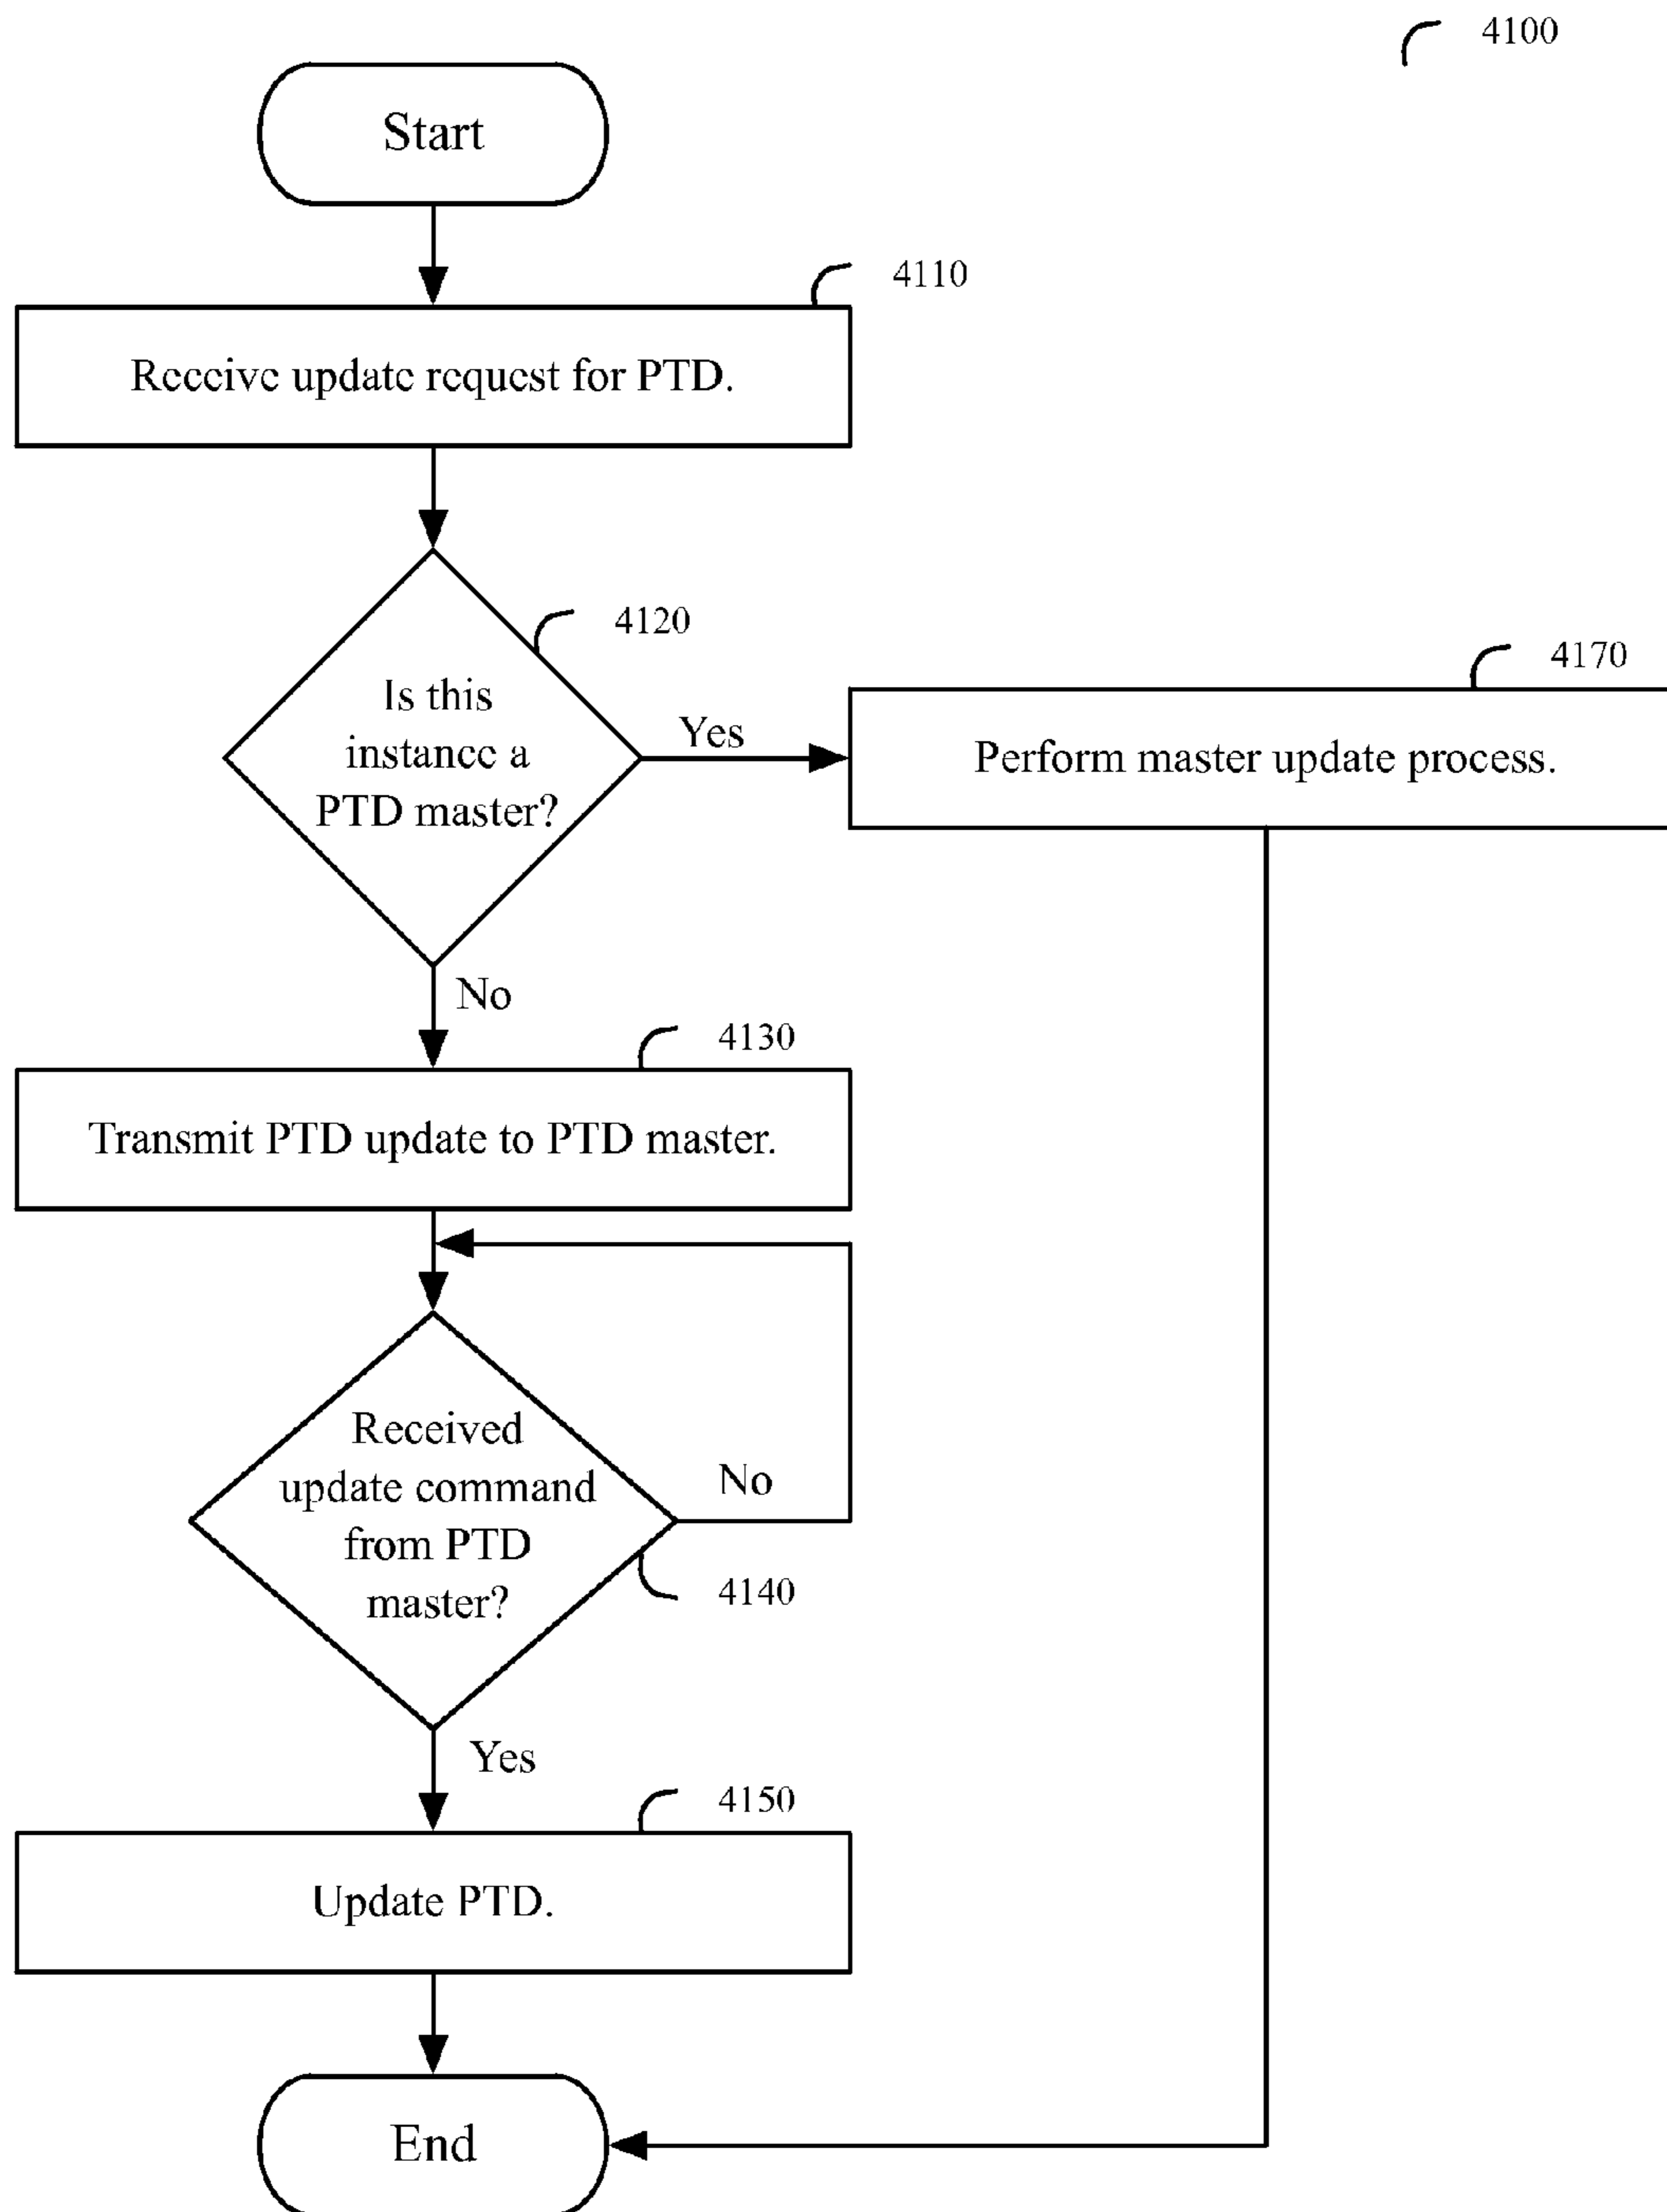 4100
Start
4110
Receive update request for PTD.
4120
Is this
instance a
PTD master?
Yes
4170
Perform master update process.
No
4130
Transmit PTD update to PTD master.
Received
update command
from PTD
master?
No
4140
Yes
4150
Update PTD.
End